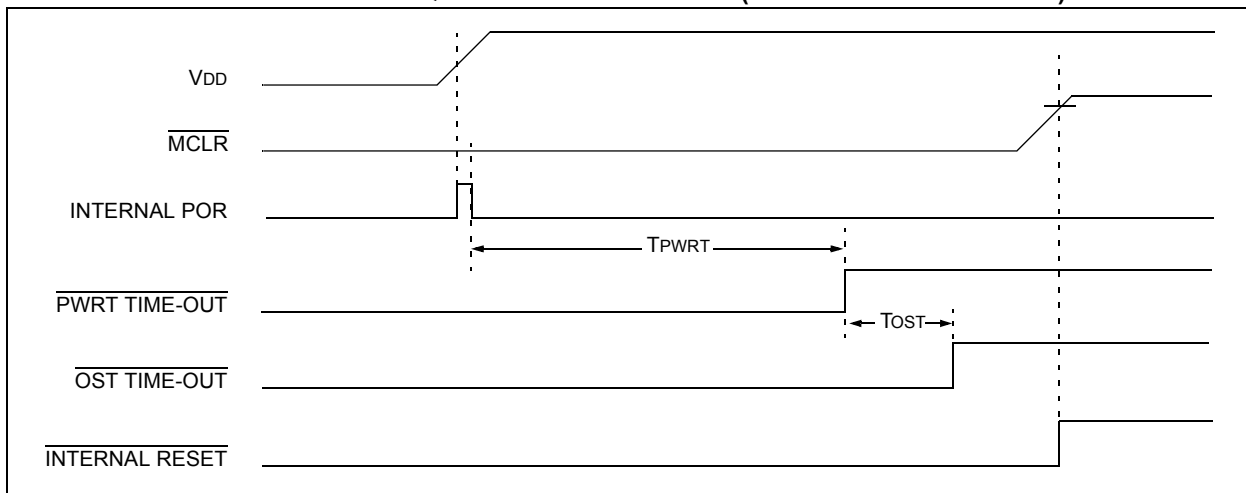 VDD
MCLR
INTERNAL POR
TPWRT
PWRT TIME-OUT
TOST
OST TIME-OUT
INTERNAL RESET